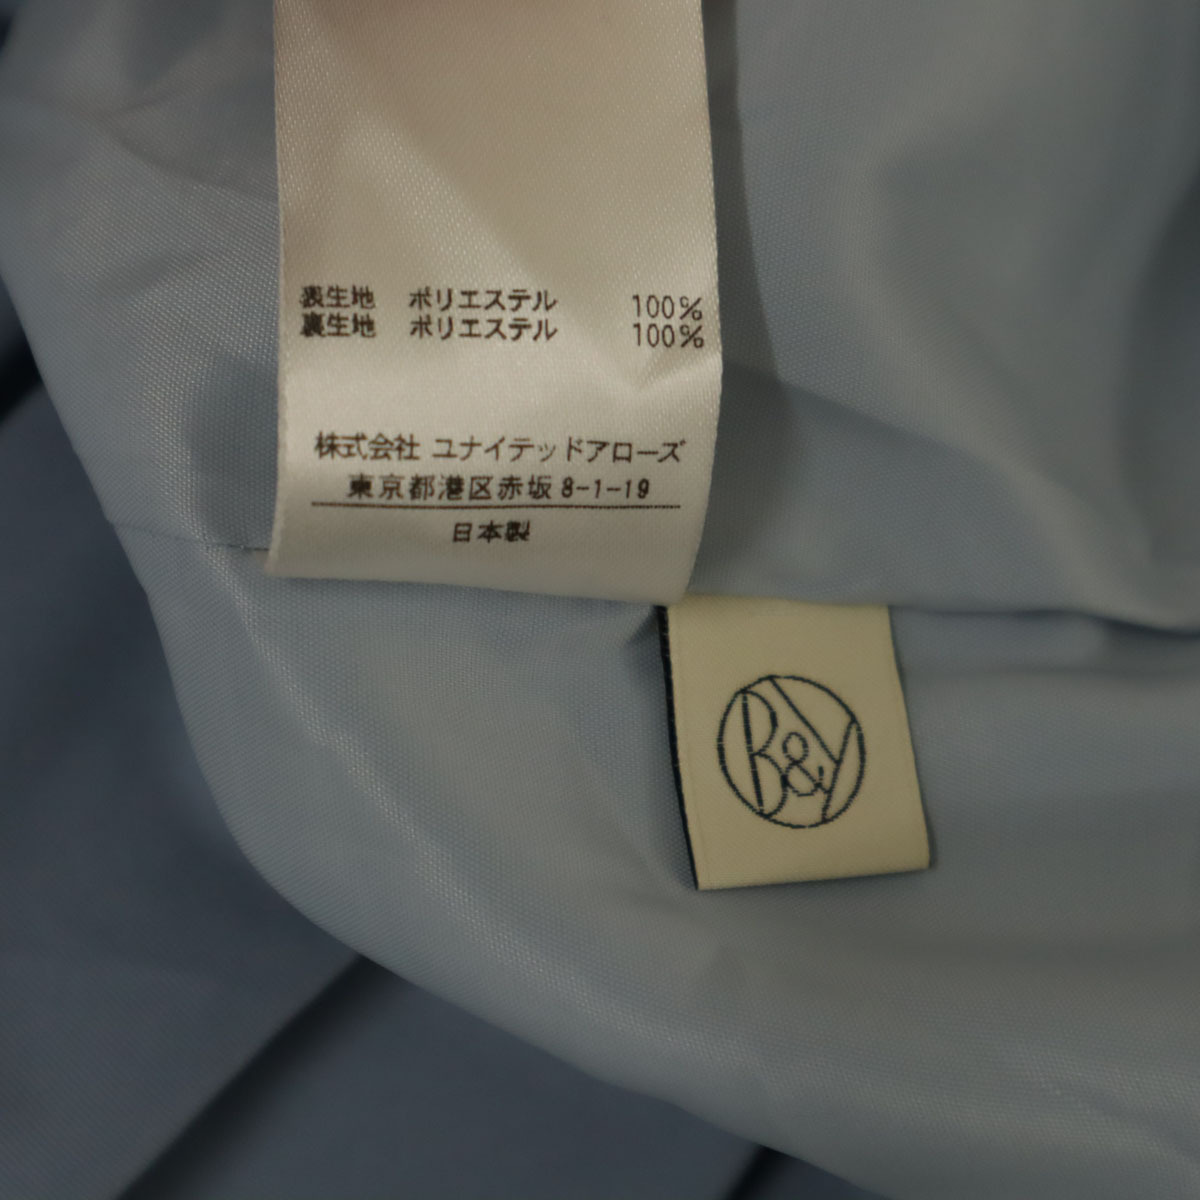 表生地 ポリエステル 100%
裏生地 ポリエステル 100%
株式会社 ユナイテッドアローズ
東京都港区赤坂8-1-19
日本製
B&Y